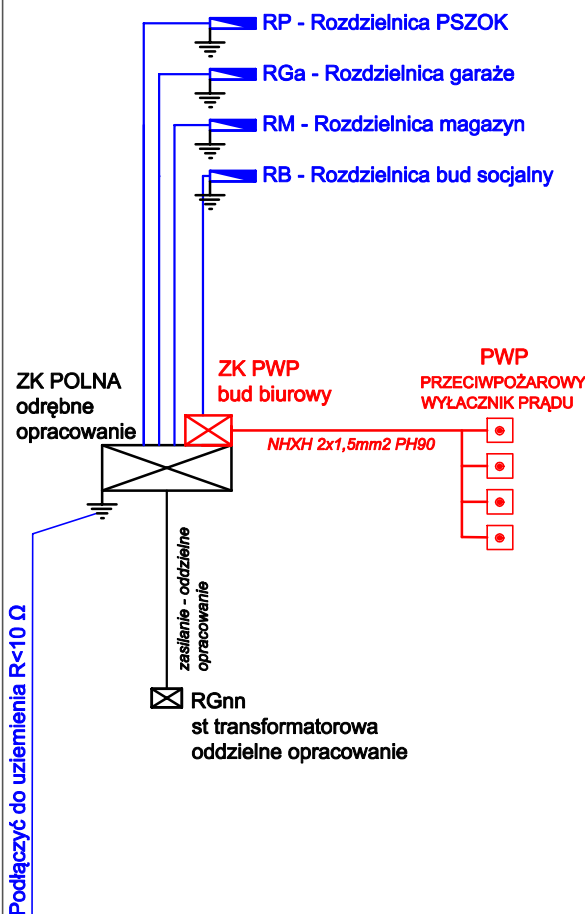 RP - Rozdzielnica PSZOK
RGa - Rozdzielnica garaże
RM - Rozdzielnica magazyn
RB - Rozdzielnica bud socjalny
ZK POLNA
odrębne
opracowanie
ZK PWP
bud biurowy
PWP
PRZECIWPOŻAROWY
WYŁACZNIK PRĄDU
NHXH 2x1,5mm2 PH90
zasilanie - oddzielne
opracowanie
RGnn
st transformatorowa
oddzielne opracowanie
Podłączyć do uziemienia R<10 Ω